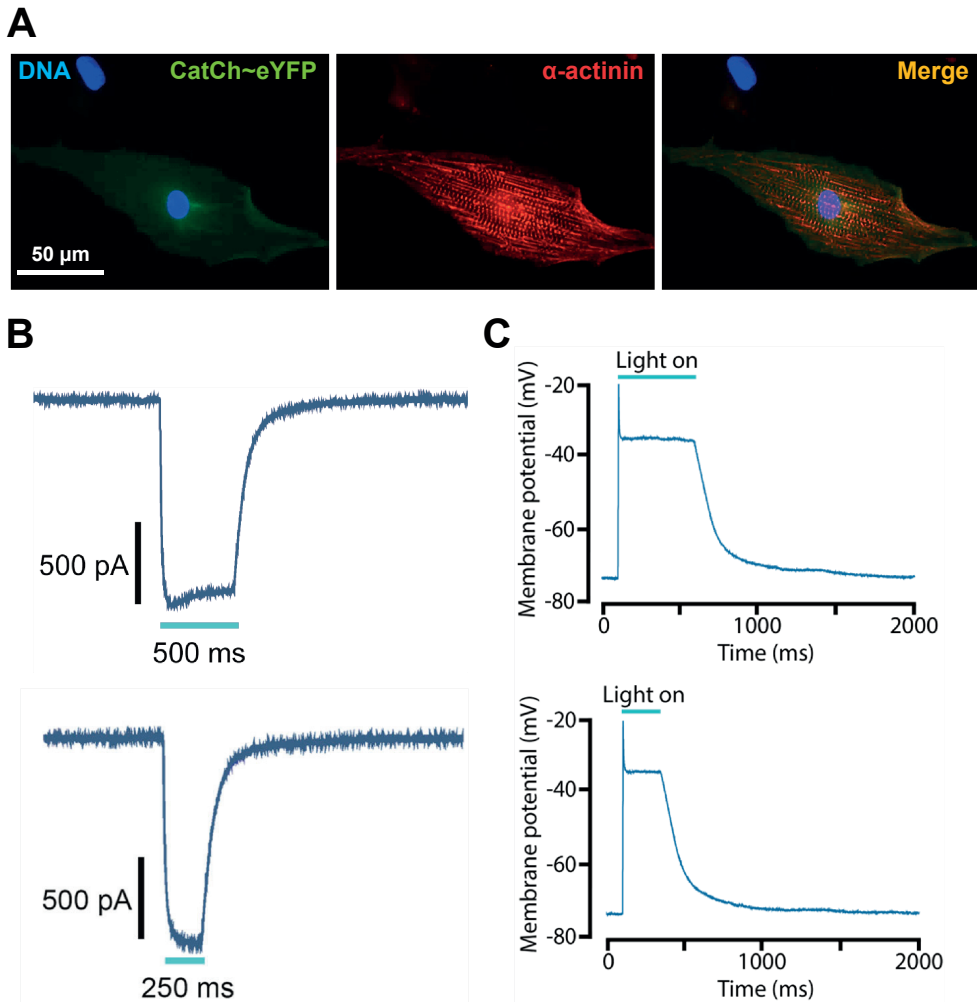 A
DNA
CatCh~eYFP
α-actinin
Merge
50 µm
B
500 pA
500 ms
500 pA
250 ms
C
Light on
Membrane potential (mV)
-20
-40
-60
-80
0
1000
2000
Time (ms)
Light on
Membrane potential (mV)
-20
-40
-60
-80
0
1000
2000
Time (ms)